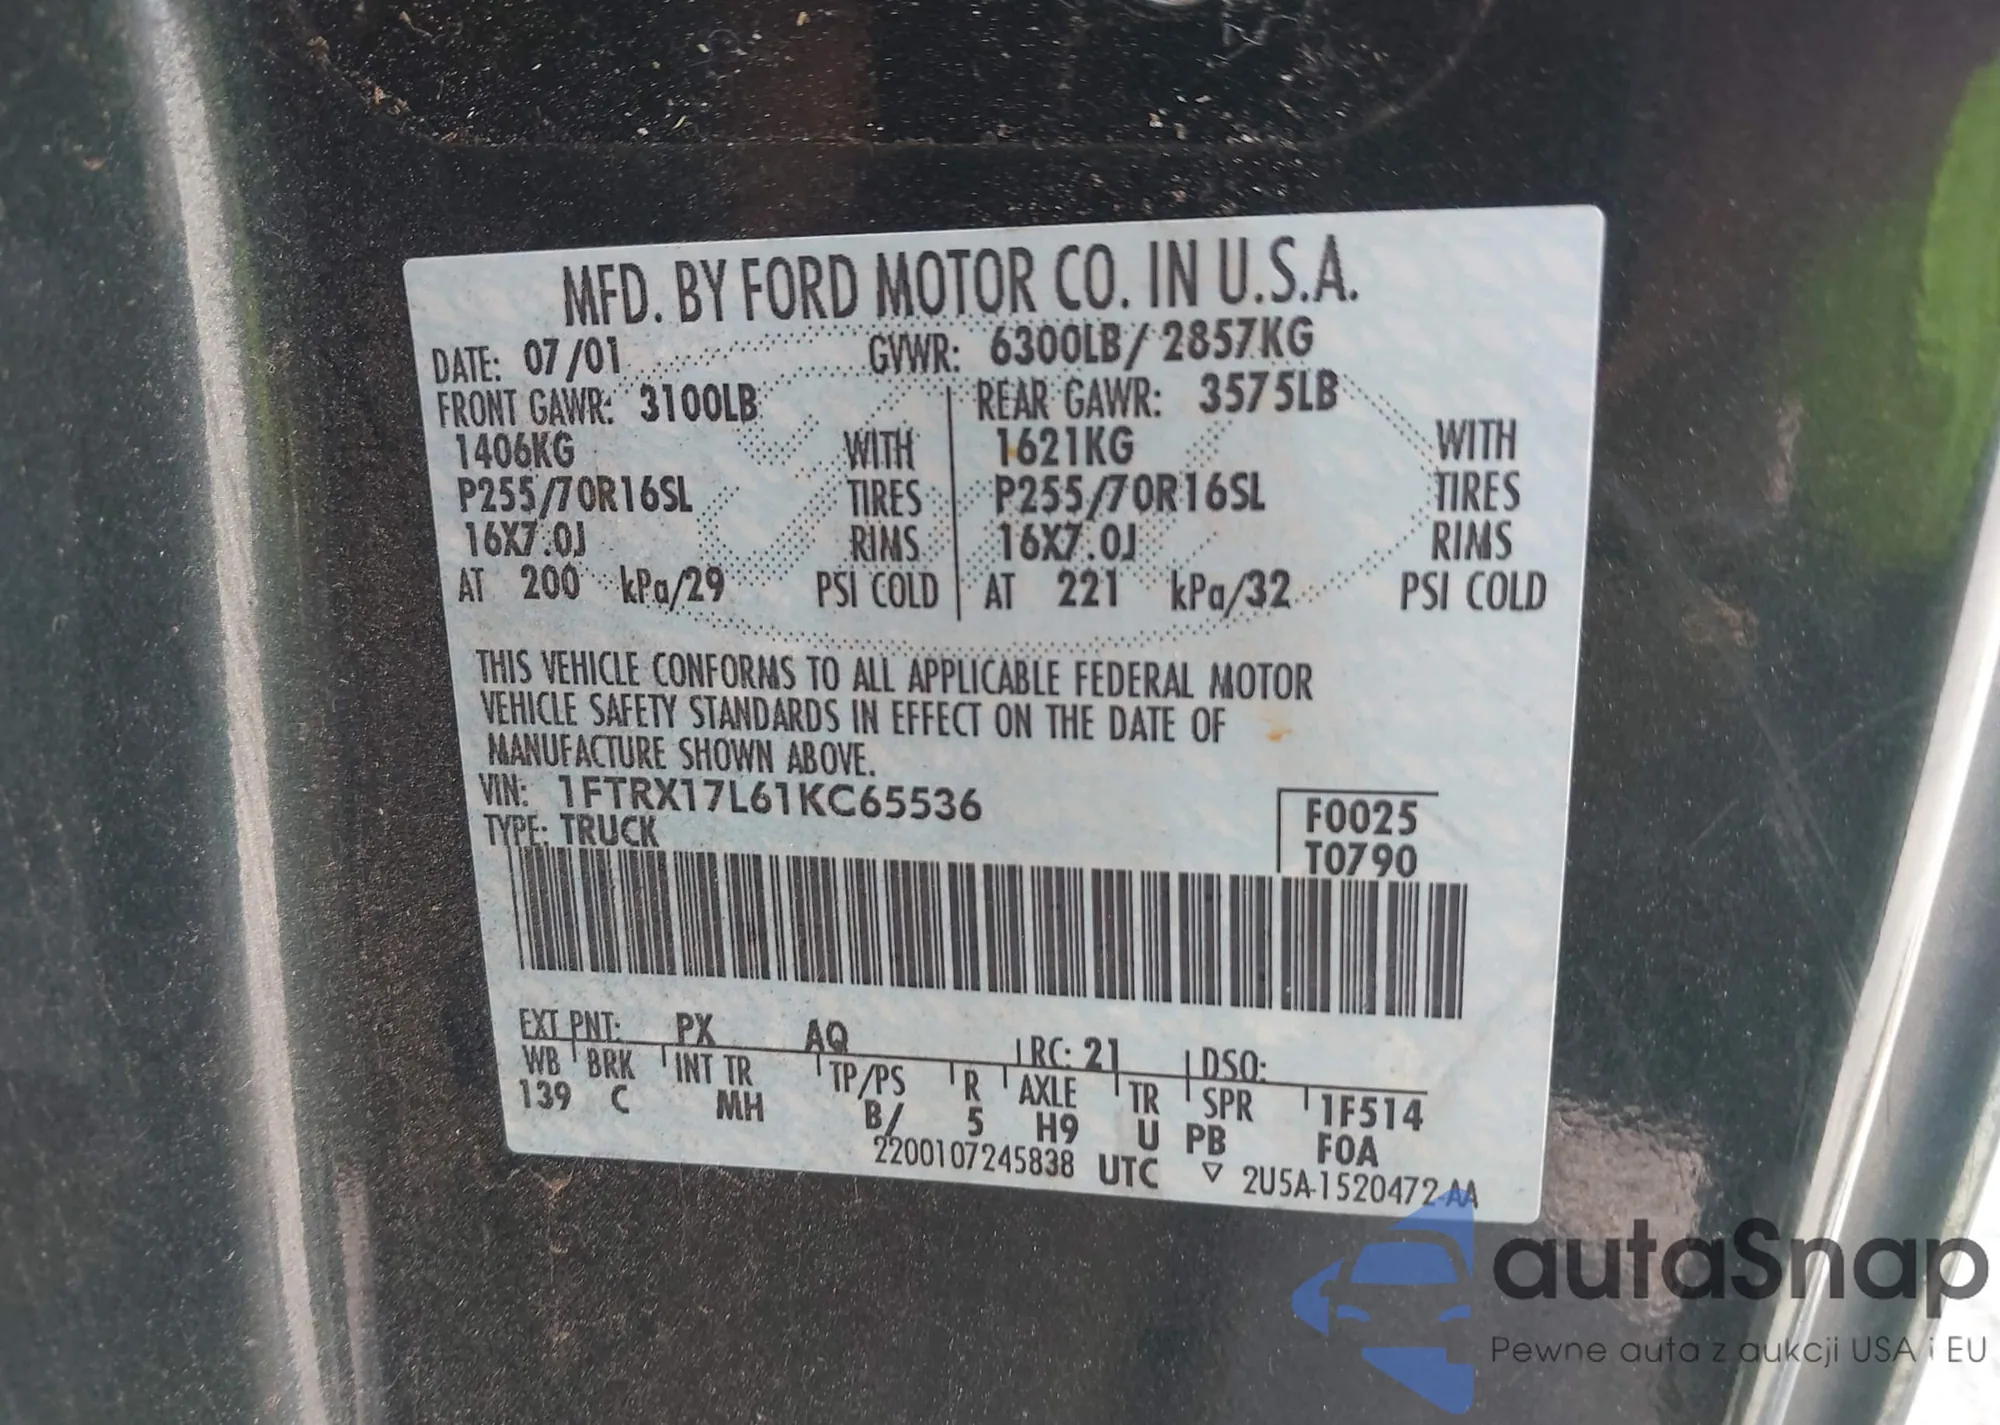 MFD. BY FORD MOTOR CO. IN U.S.A.
DATE: 07/01 GVWR: 6300LB/ 2857KG
FRONT GAWR: 3100LB REAR GAWR: 3575LB
1406KG WITH 1621KG WITH
P255/70R16SL TIRES P255/70R16SL TIRES
16X7.0J RIMS 16X7.0J RIMS
AT 200 kPa/29 PSI COLD AT 221 kPa/32 PSI COLD
THIS VEHICLE CONFORMS TO ALL APPLICABLE FEDERAL MOTOR
VEHICLE SAFETY STANDARDS IN EFFECT ON THE DATE OF
MANUFACTURE SHOWN ABOVE.
VIN: 1FTRX17L61KC65536 F0025
TYPE: TRUCK T0790
EXT PNT: PX AQ RC: 21 DSO:
WB BRK INT TR TP/PS R AXLE TR SPR 1F514
139 C MH B/ 5 H9 U PB F0A
2200107245838 UTC ▽ 2U5A-1520472-AA
autaSnap
Pewne auta z aukcji USA i EU